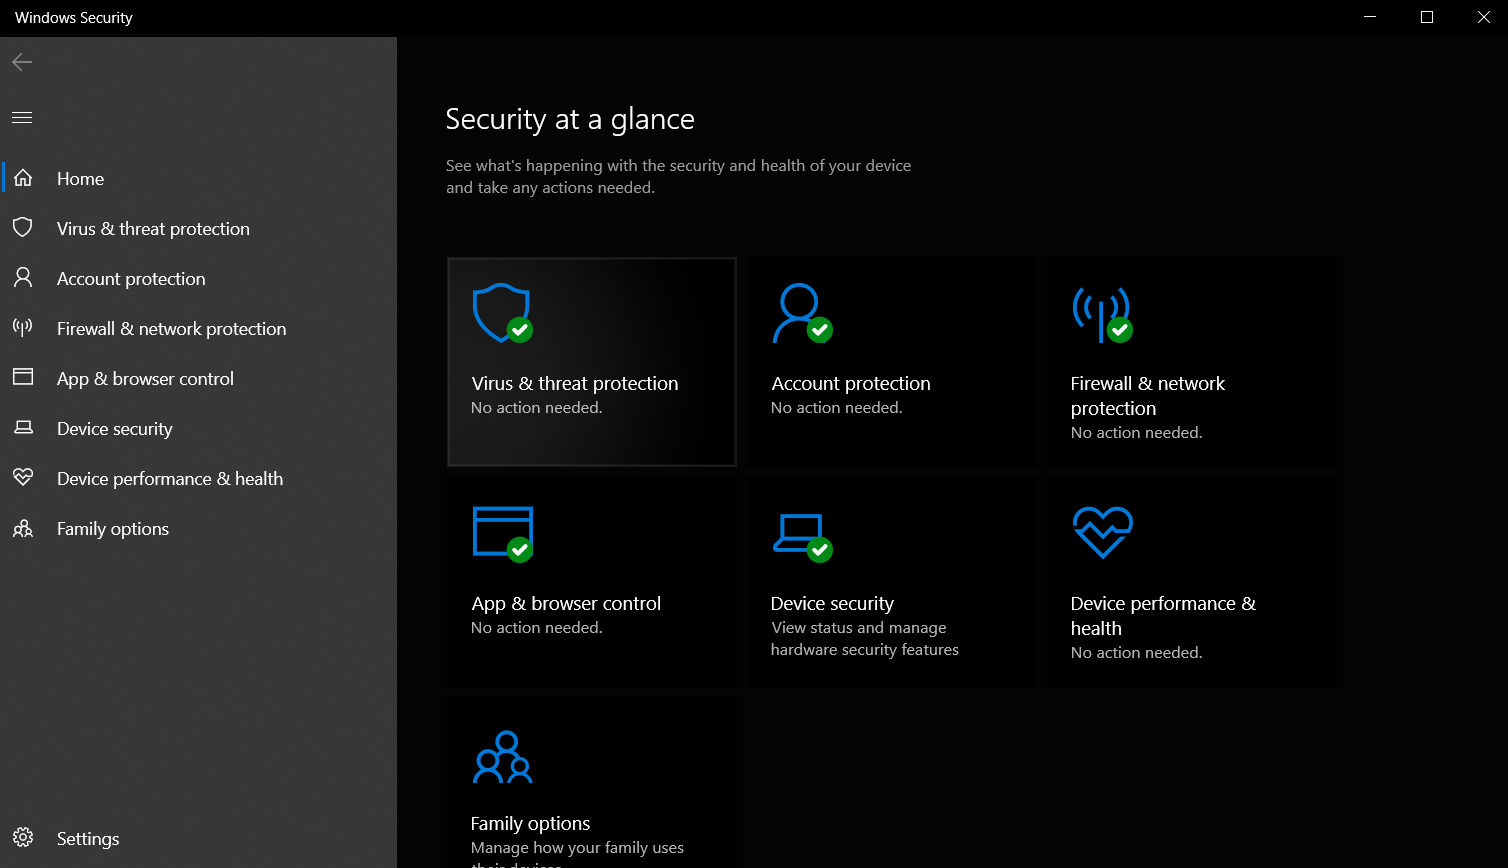 Windows Security
Home
Virus & threat protection
Account protection
Firewall & network protection
App & browser control
Device security
Device performance & health
Family options
Settings
Security at a glance
See what's happening with the security and health of your device
and take any actions needed.
Virus & threat protection
No action needed.
Account protection
No action needed.
Firewall & network
protection
No action needed.
App & browser control
No action needed.
Device security
View status and manage
hardware security features
Device performance &
health
No action needed.
Family options
Manage how your family uses
their devices